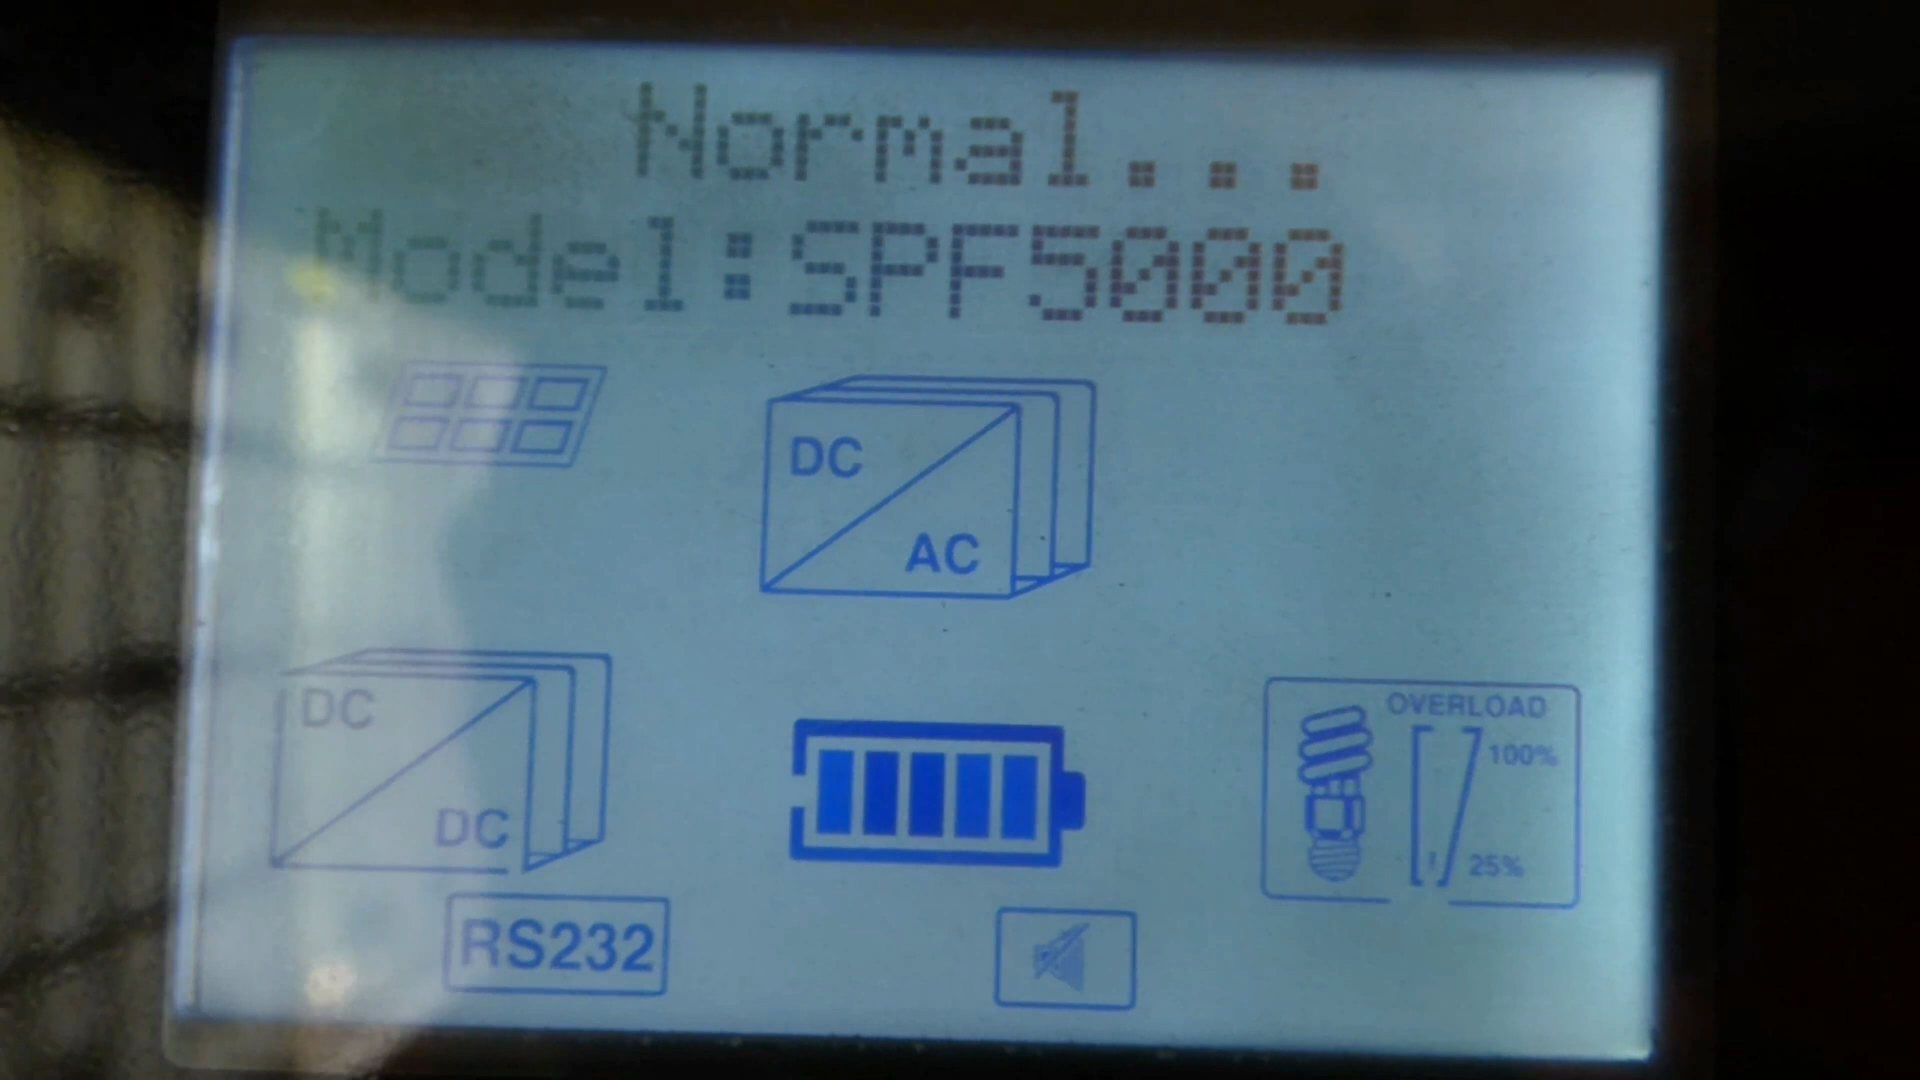 Normal...
Model:SPF5000
DC
AC
DC
DC
OVERLOAD
100%
25%
RS232